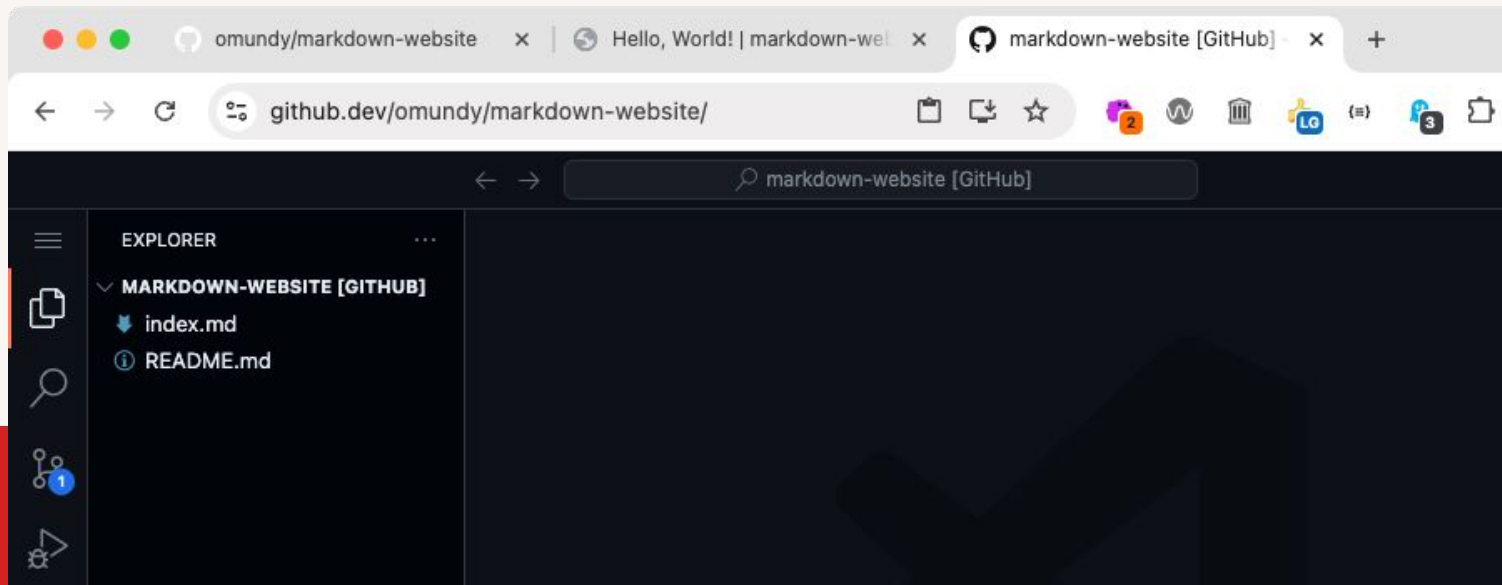 omundy/markdown-website
Hello, World! | markdown-we
markdown-website [GitHub] -
github.dev/omundy/markdown-website/
2
LG
{=}
3
markdown-website [GitHub]
EXPLORER
MARKDOWN-WEBSITE [GITHUB]
index.md
README.md
1